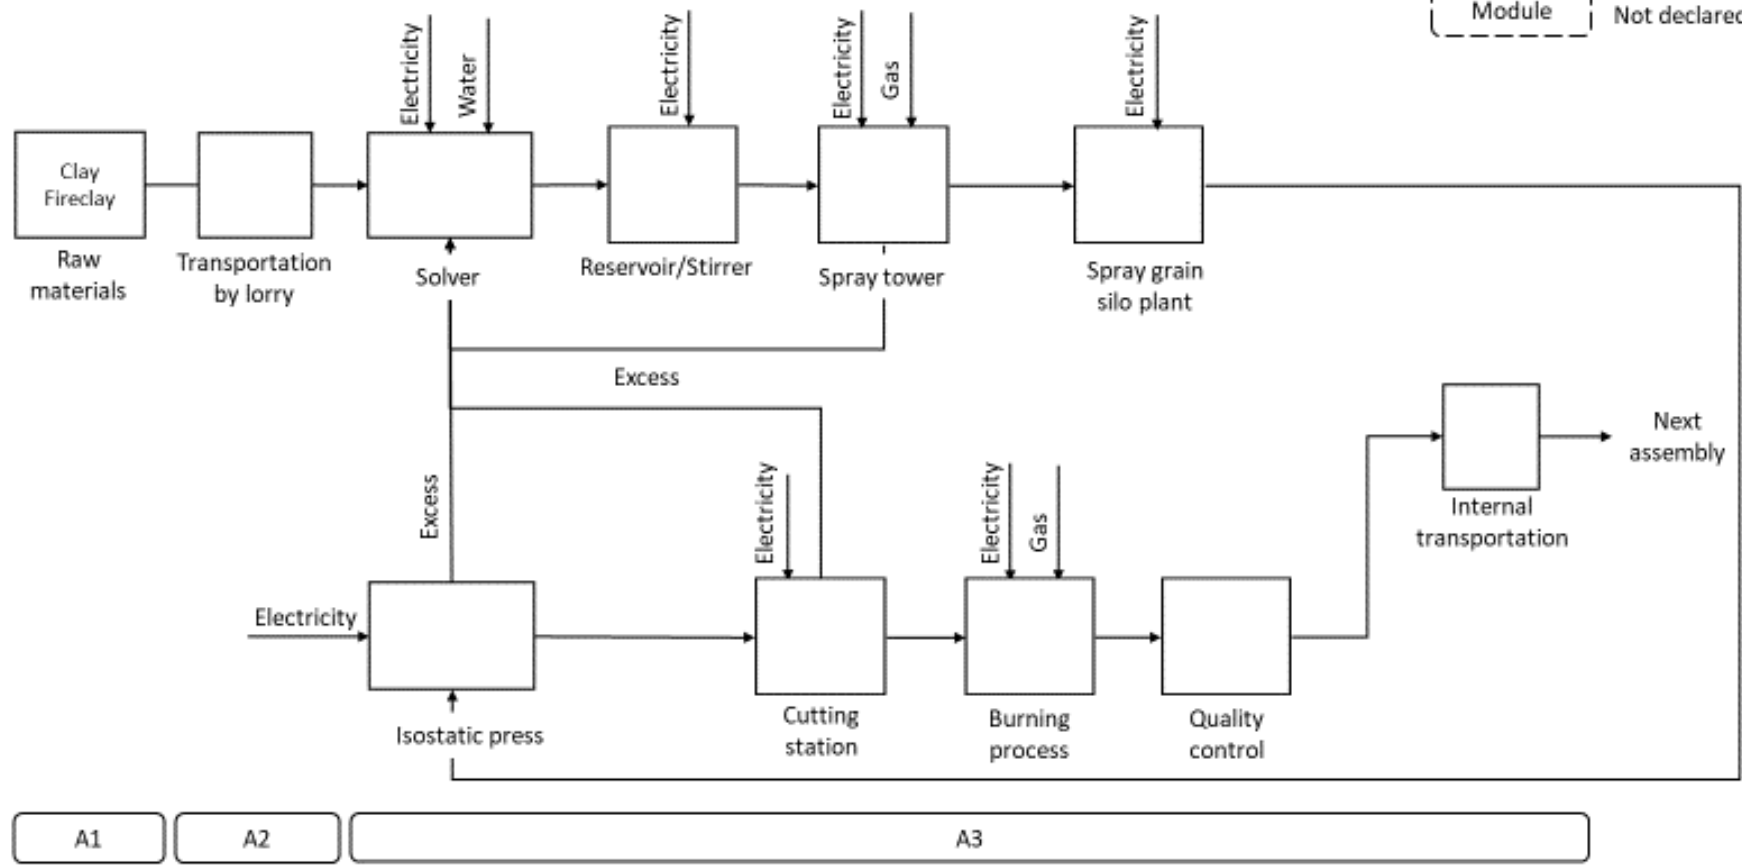 Module
Not declared
Electricity
Water
Electricity
Electricity
Gas
Electricity
Clay
Fireclay
Raw
materials
Transportation
by lorry
Solver
Reservoir/Stirrer
Spray tower
Spray grain
silo plant
Excess
Excess
Next
assembly
Internal
transportation
Electricity
Electricity
Electricity
Gas
Isostatic press
Cutting
station
Burning
process
Quality
control
A1
A2
A3